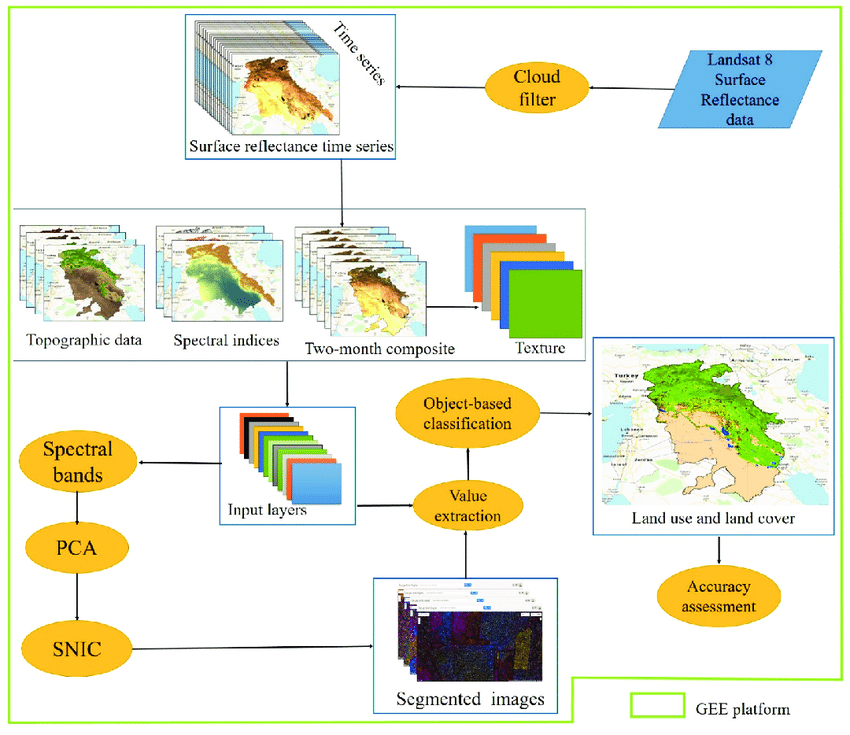 Time series
Cloud
filter
Landsat 8
Surface
Reflectance
data
Surface reflectance time series
Topographic data
Spectral indices
Two-month composite
Texture
Object-based
classification
Turkey
Spectral
bands
Input layers
Value
extraction
Land use and land cover
PCA
Accuracy
assessment
SNIC
Segmented images
GEE platform